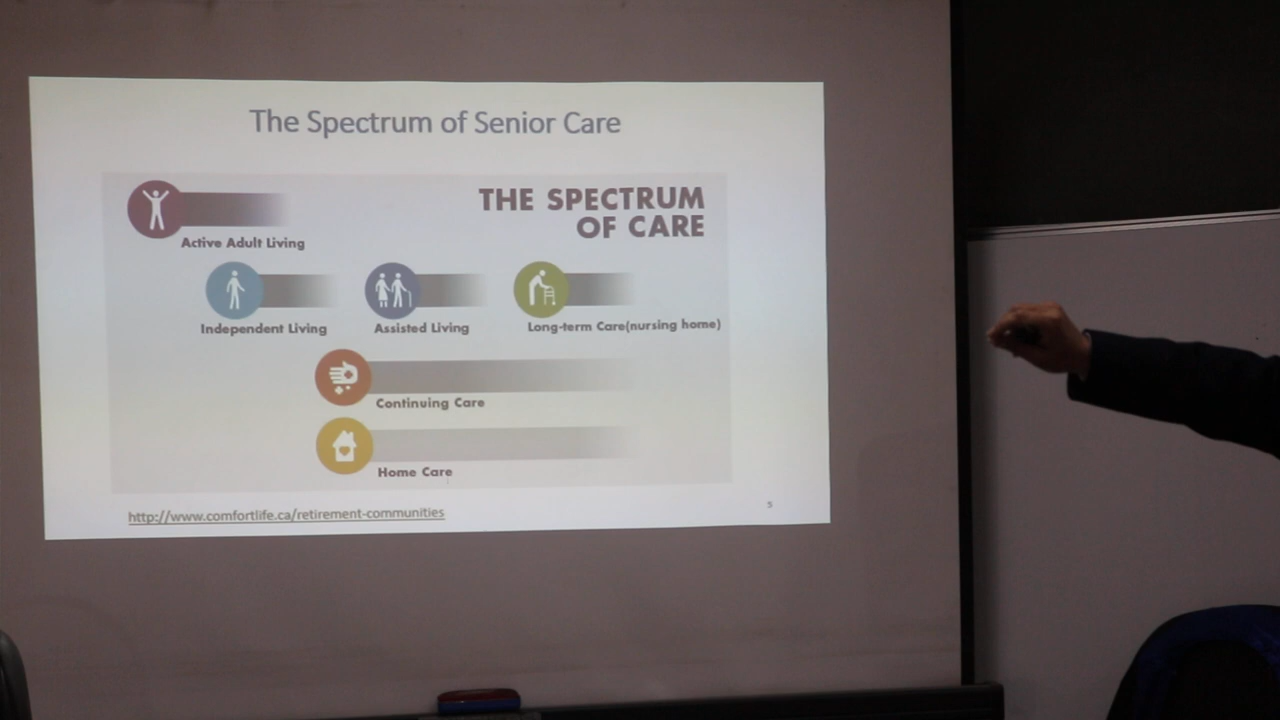 The Spectrum of Senior Care
THE SPECTRUM
OF CARE
Active Adult Living
Independent Living
Assisted Living
Long-term Care(nursing home)
Continuing Care
Home Care
http://www.comfortlife.ca/retirement-communities
5